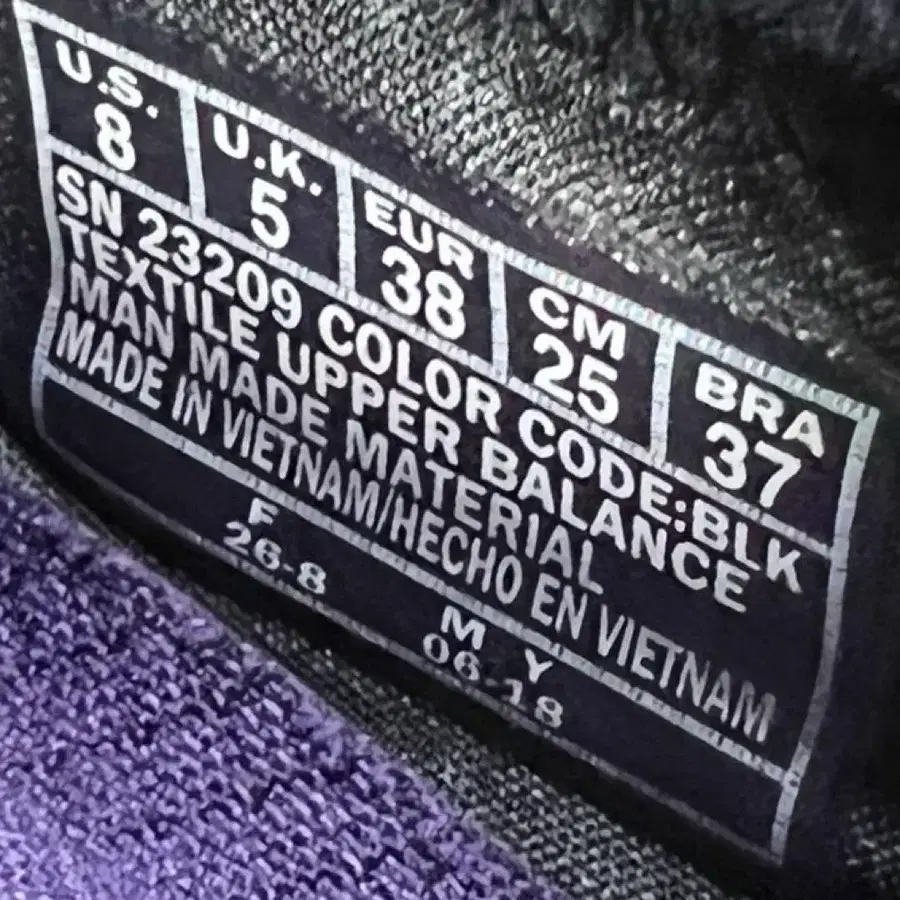 U.S. U.K. EUR CM BRA
8 5 38 25 37
SN 23209 COLOR CODE:BLK
TEXTILE UPPER BALANCE
MAN MADE MATERIAL
MADE IN VIETNAM/HECHO EN VIETNAM
F M Y
26-8 06-18